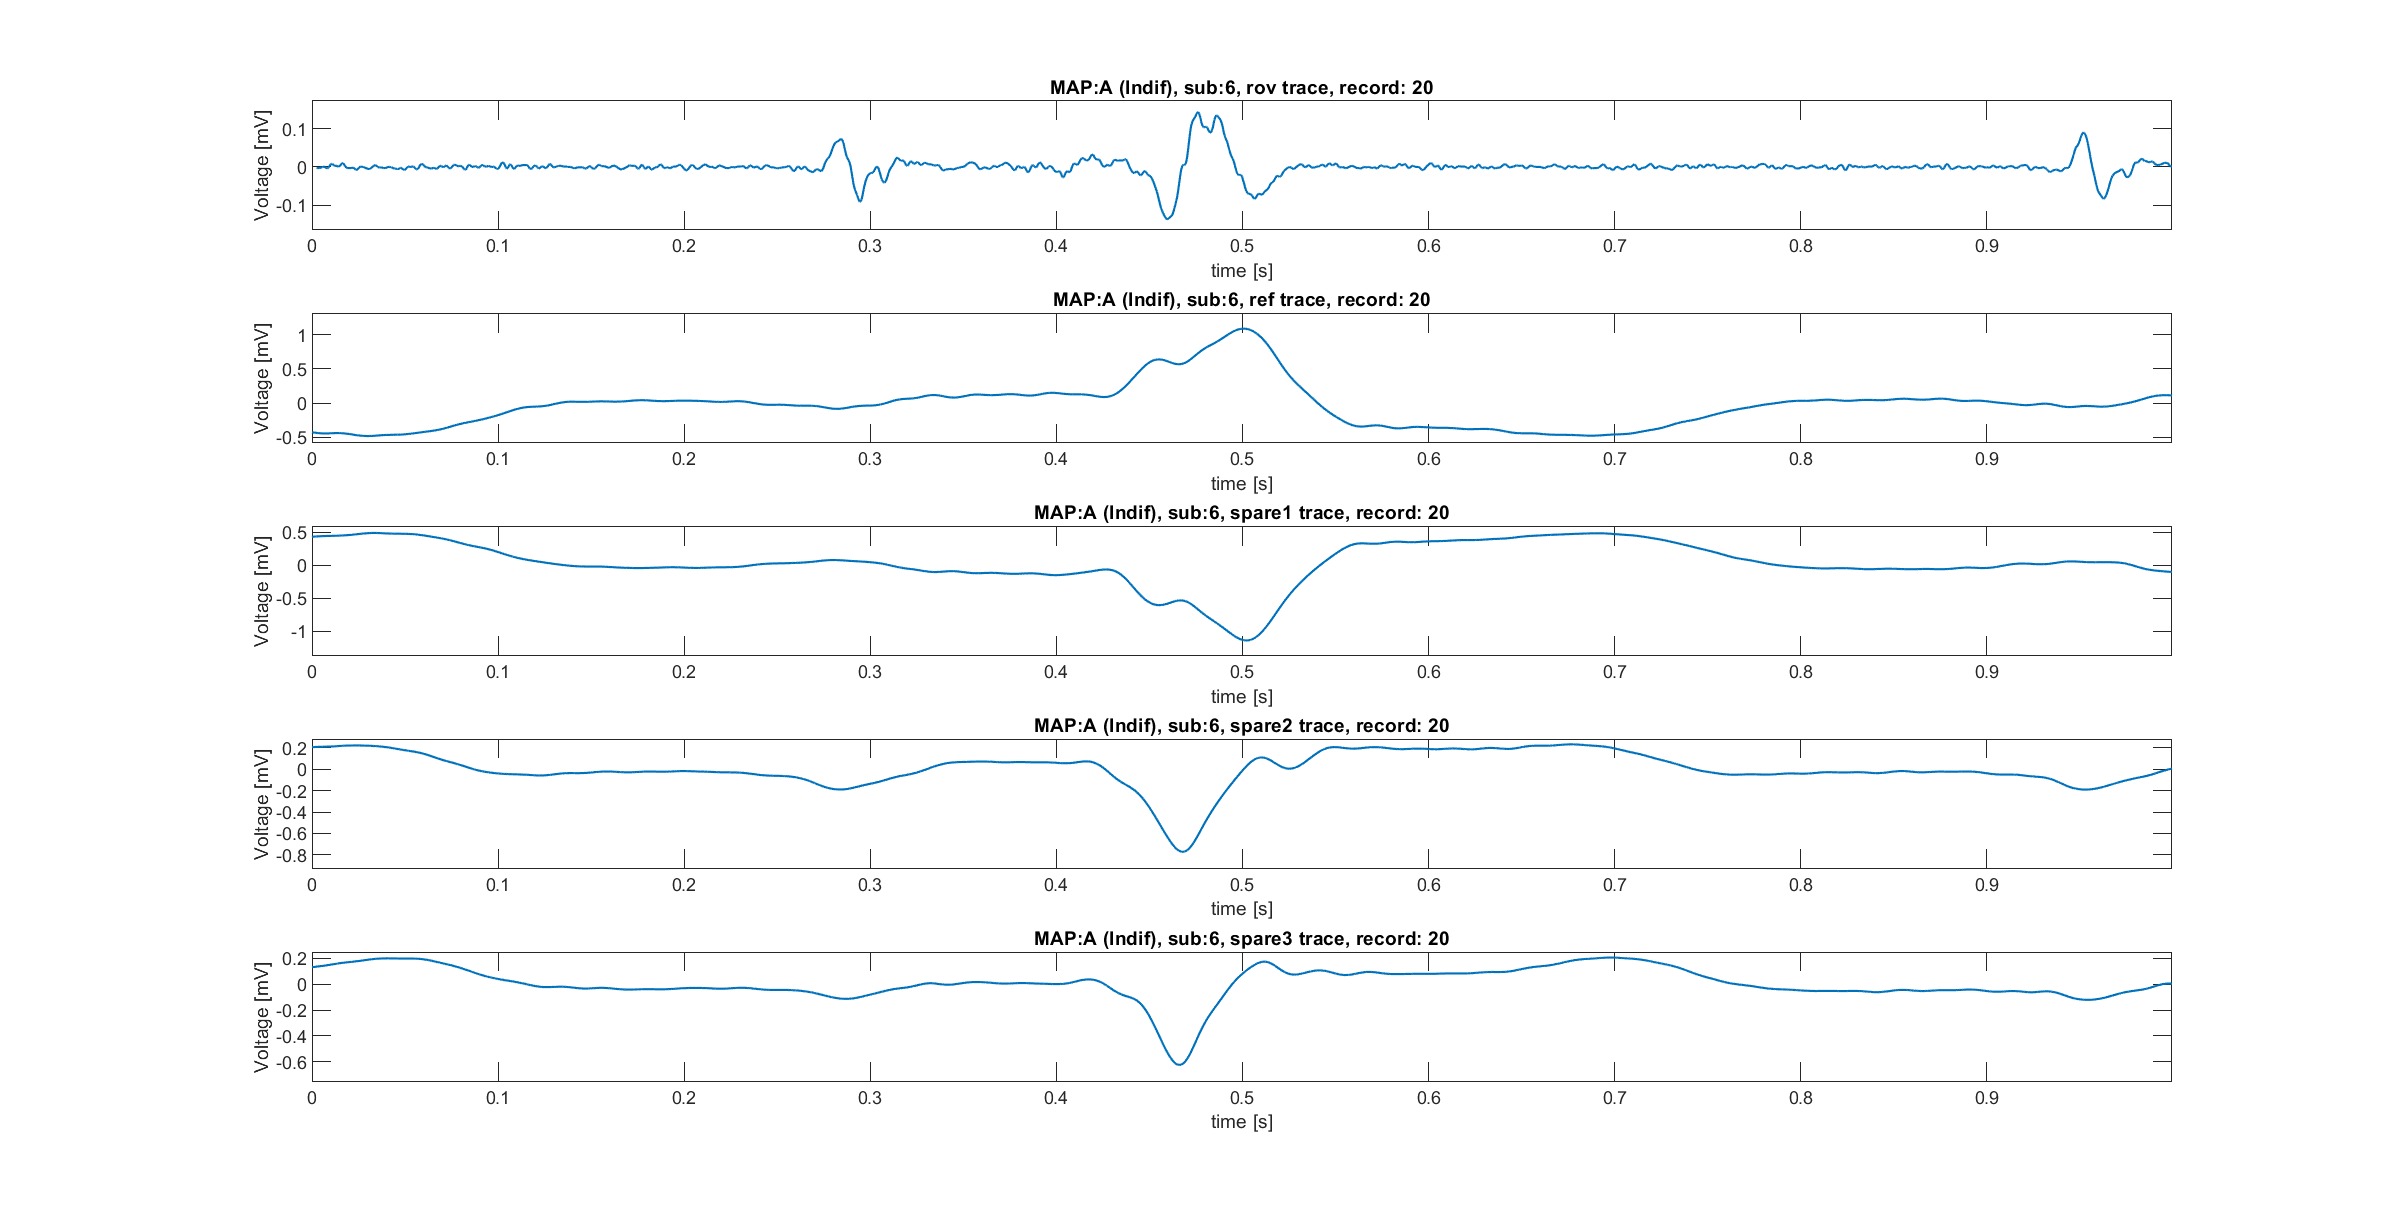 MAP:A (Indif), sub:6, rov trace, record: 20
Voltage [mV]
0.1
0
-0.1
0 0.1 0.2 0.3 0.4 0.5 0.6 0.7 0.8 0.9
time [s]
MAP:A (Indif), sub:6, ref trace, record: 20
Voltage [mV]
1
0.5
0
-0.5
0 0.1 0.2 0.3 0.4 0.5 0.6 0.7 0.8 0.9
time [s]
MAP:A (Indif), sub:6, spare1 trace, record: 20
Voltage [mV]
0.5
0
-0.5
-1
0 0.1 0.2 0.3 0.4 0.5 0.6 0.7 0.8 0.9
time [s]
MAP:A (Indif), sub:6, spare2 trace, record: 20
Voltage [mV]
0.2
0
-0.2
-0.4
-0.6
-0.8
0 0.1 0.2 0.3 0.4 0.5 0.6 0.7 0.8 0.9
time [s]
MAP:A (Indif), sub:6, spare3 trace, record: 20
Voltage [mV]
0.2
0
-0.2
-0.4
-0.6
0 0.1 0.2 0.3 0.4 0.5 0.6 0.7 0.8 0.9
time [s]